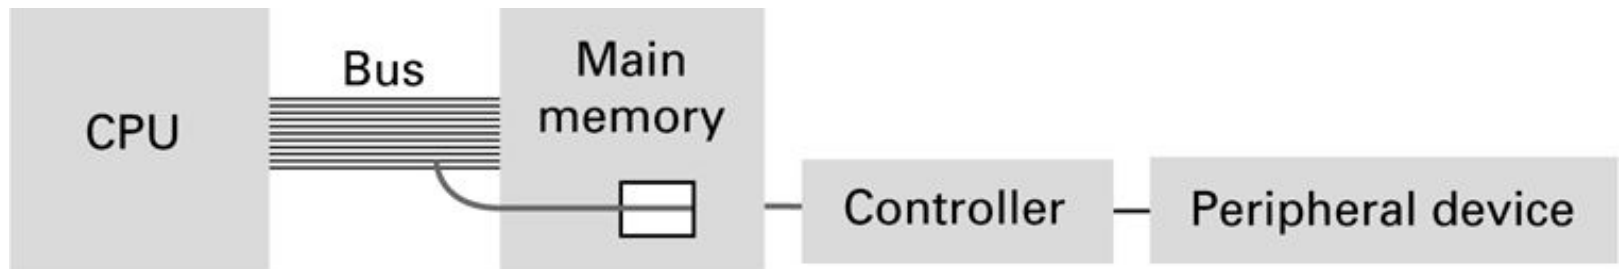 CPU
Bus
Main
memory
Controller
Peripheral device